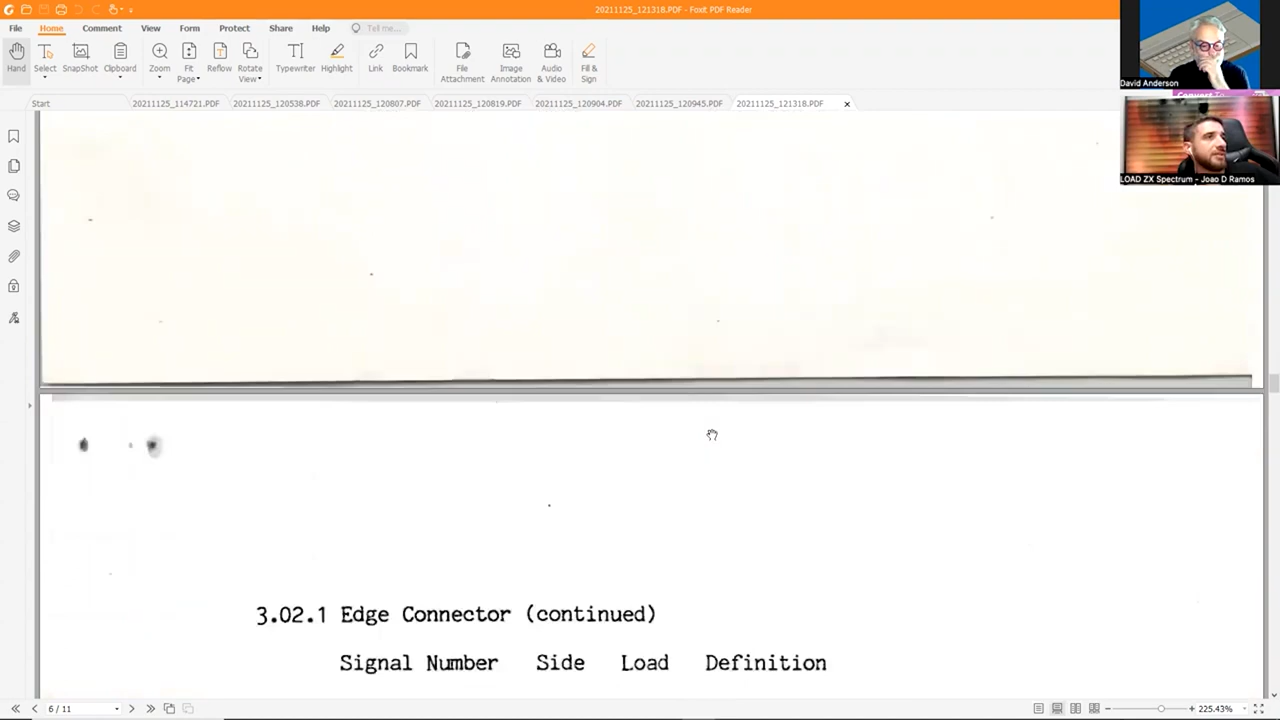 20211125_121318.PDF - Foxit PDF Reader
File Home Comment View Form Protect Share Help Tell me...
Hand Select SnapShot Clipboard Zoom Fit Page Reflow Rotate View Typewriter Highlight Link Bookmark File Attachment Image Annotation Audio & Video Fill & Sign
Start 20211125_114721.PDF 20211125_120538.PDF 20211125_120807.PDF 20211125_120819.PDF 20211125_120904.PDF 20211125_120945.PDF 20211125_121318.PDF
David Anderson
LOAD ZX Spectrum - Joao D Ramos
3.02.1 Edge Connector (continued)
Signal Number Side Load Definition
6 / 11
225.43%